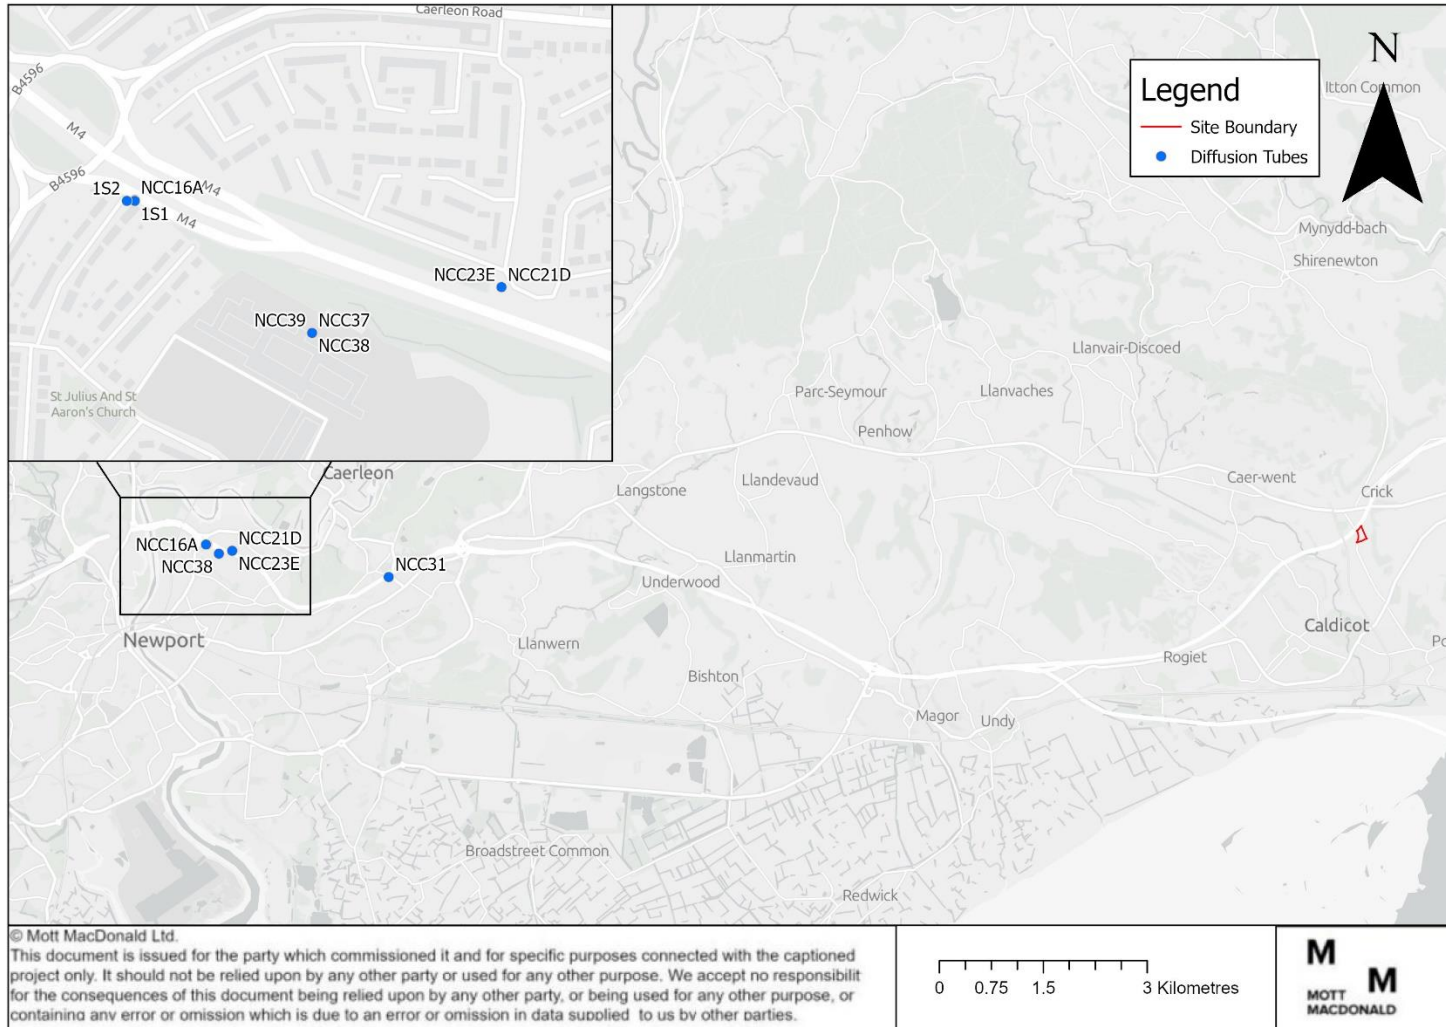 Caerleon Road
B4596
M4
B4596
M4
M4
1S2
NCC16A
1S1
NCC23E
NCC21D
NCC39
NCC37
NCC38
St Julius And St
Aaron's Church
Legend
Site Boundary
Diffusion Tubes
N
Itton Common
Mynydd-bach
Shirenewton
Llanvair-Discoed
Parc-Seymour
Llanvaches
Penhow
Caerleon
Langstone
Llandevaud
Caer-went
Crick
NCC16A
NCC21D
NCC38
NCC23E
NCC31
Llanmartin
Underwood
Newport
Llanwern
Caldicot
Po
Rogiet
Bishton
Magor
Undy
Broadstreet Common
Redwick
© Mott MacDonald Ltd.
This document is issued for the party which commissioned it and for specific purposes connected with the captioned
project only. It should not be relied upon by any other party or used for any other purpose. We accept no responsibilit
for the consequences of this document being relied upon by any other party, or being used for any other purpose, or
containing any error or omission which is due to an error or omission in data supplied to us by other parties.
0 0.75 1.5 3 Kilometres
M
M
MOTT
MACDONALD